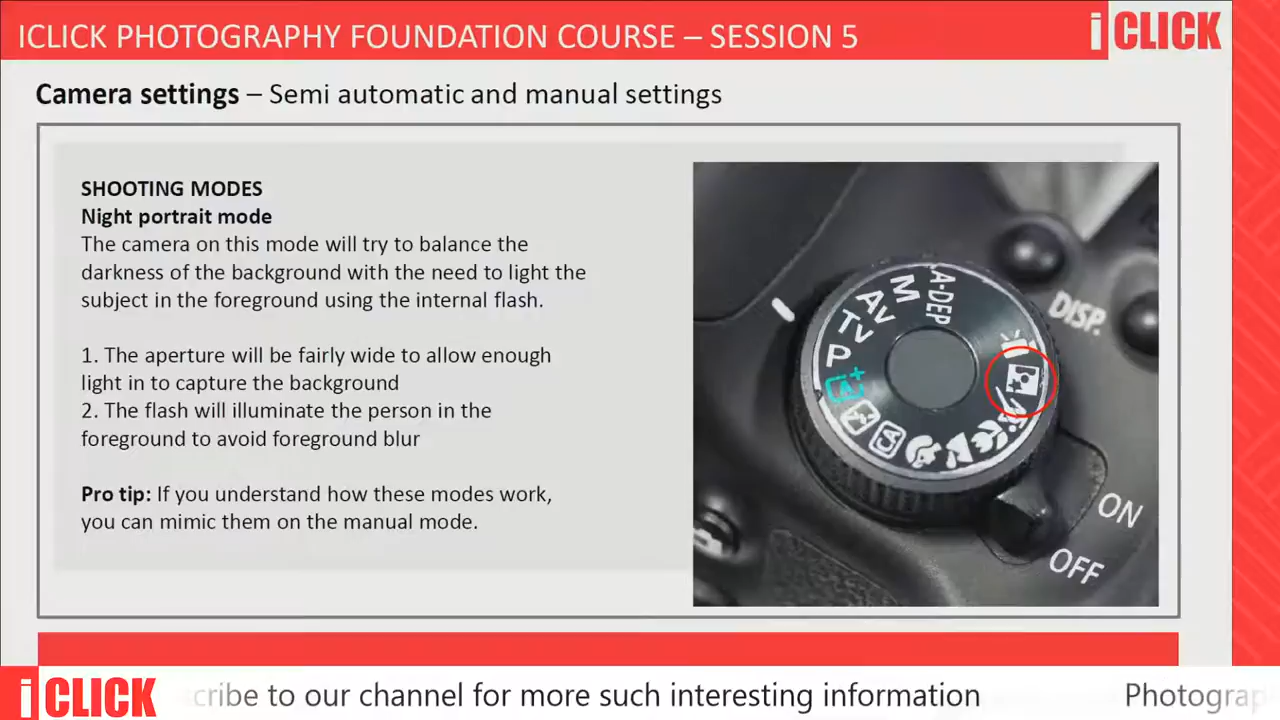 ICLICK PHOTOGRAPHY FOUNDATION COURSE – SESSION 5
iCLICK
Camera settings – Semi automatic and manual settings
SHOOTING MODES
Night portrait mode
The camera on this mode will try to balance the
darkness of the background with the need to light the
subject in the foreground using the internal flash.
1. The aperture will be fairly wide to allow enough
light in to capture the background
2. The flash will illuminate the person in the
foreground to avoid foreground blur
Pro tip: If you understand how these modes work,
you can mimic them on the manual mode.
A-DEP
M
Av
Tv
P
A+
CA
DISP.
ON
OFF
iCLICK
cribe to our channel for more such interesting information
Photograp